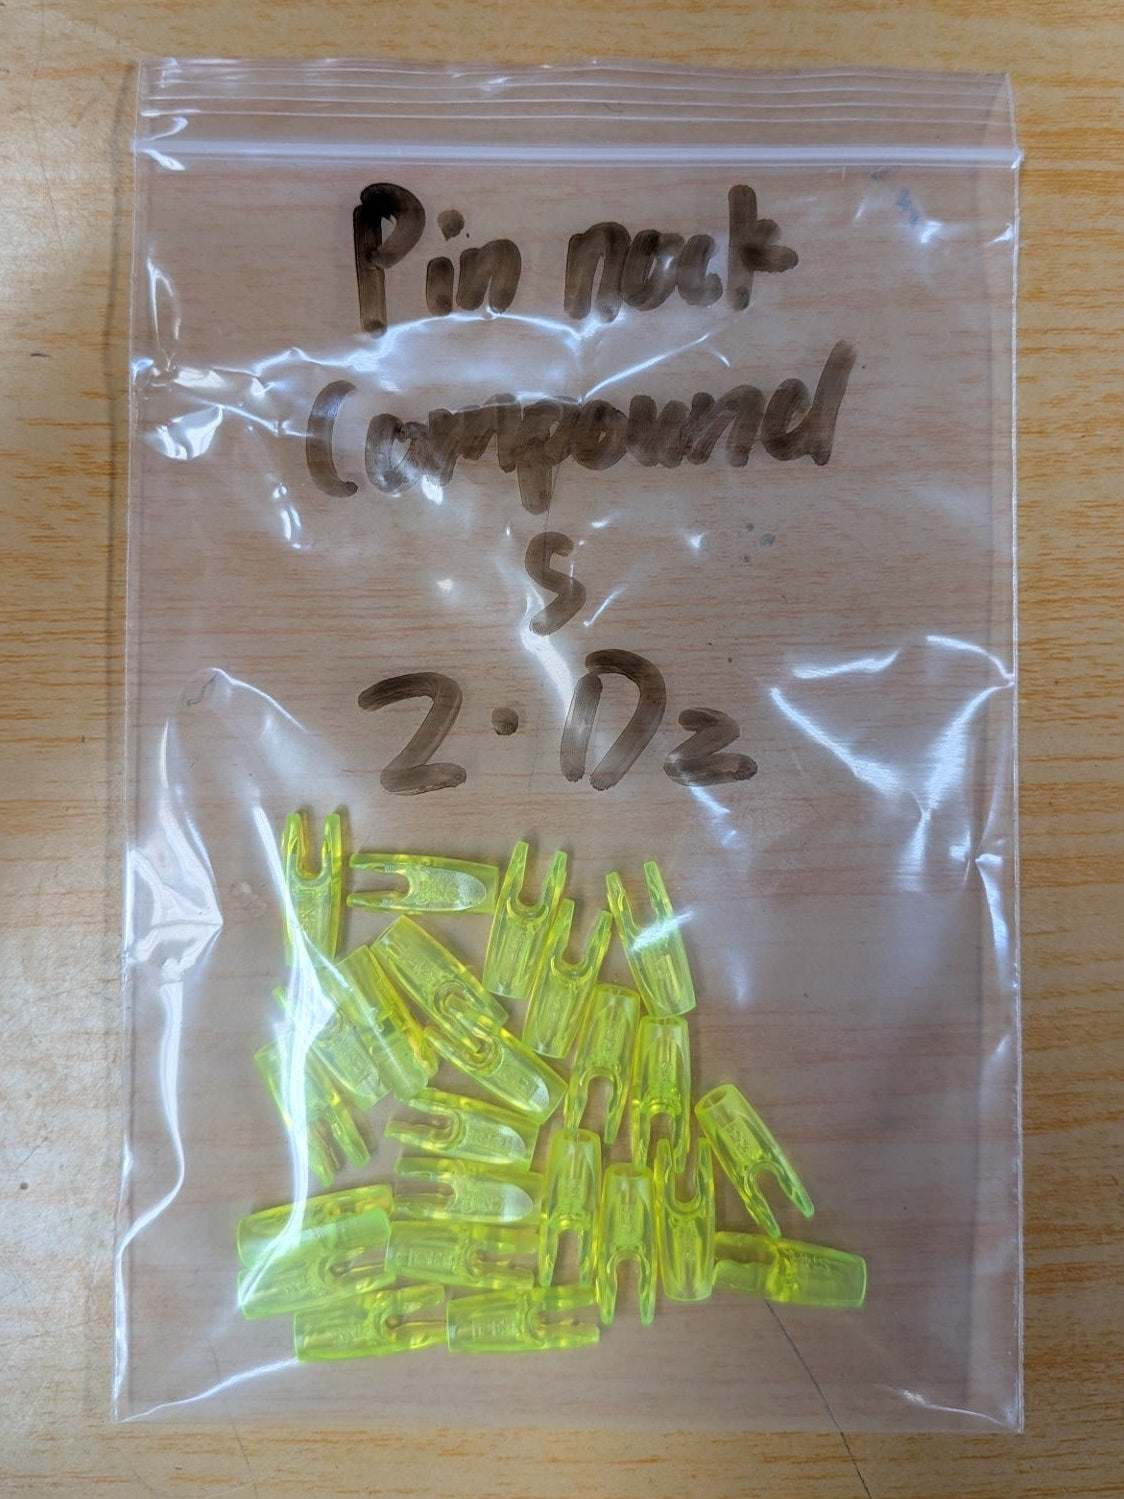 Pin nock
Compound
S
2·Dz